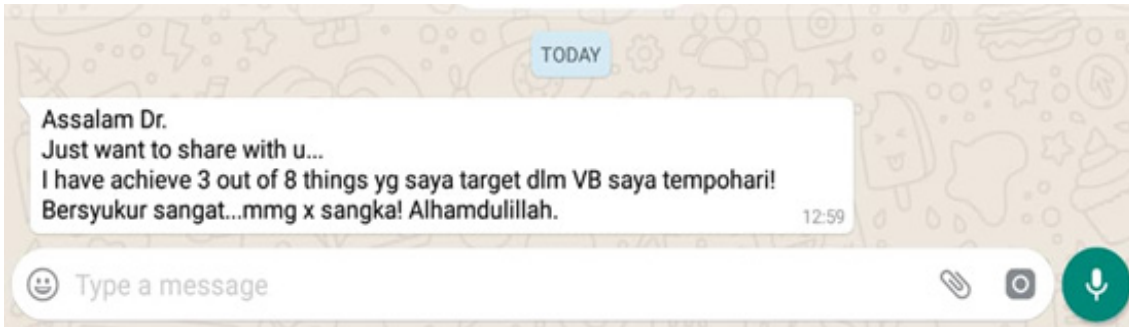 TODAY
Assalam Dr.
Just want to share with u...
I have achieve 3 out of 8 things yg saya target dlm VB saya tempohari!
Bersyukur sangat...mmg x sangka! Alhamdulillah.
12:59
Type a message